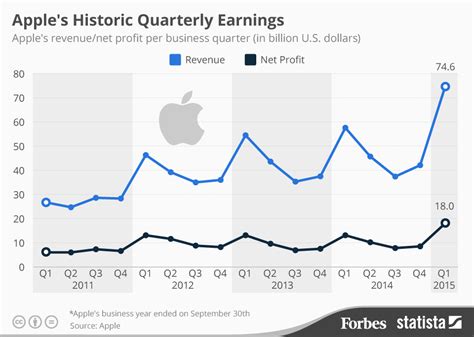 Apple's Historic Quarterly Earnings
Apple's revenue/net profit per business quarter (in billion U.S. dollars)
Revenue Net Profit
80
70
60
50
40
30
20
10
0
74.6
18.0
Q1 Q2 Q3 Q4 Q1 Q2 Q3 Q4 Q1 Q2 Q3 Q4 Q1 Q2 Q3 Q4 Q1
2011 2012 2013 2014 2015
*Apple's business year ended on September 30th
Source: Apple
Forbes statista